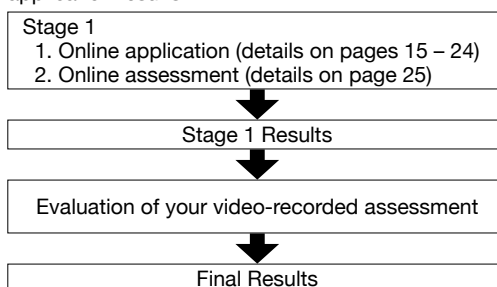 Stage 1
1. Online application (details on pages 15 – 24)
2. Online assessment (details on page 25)
Stage 1 Results
Evaluation of your video-recorded assessment
Final Results